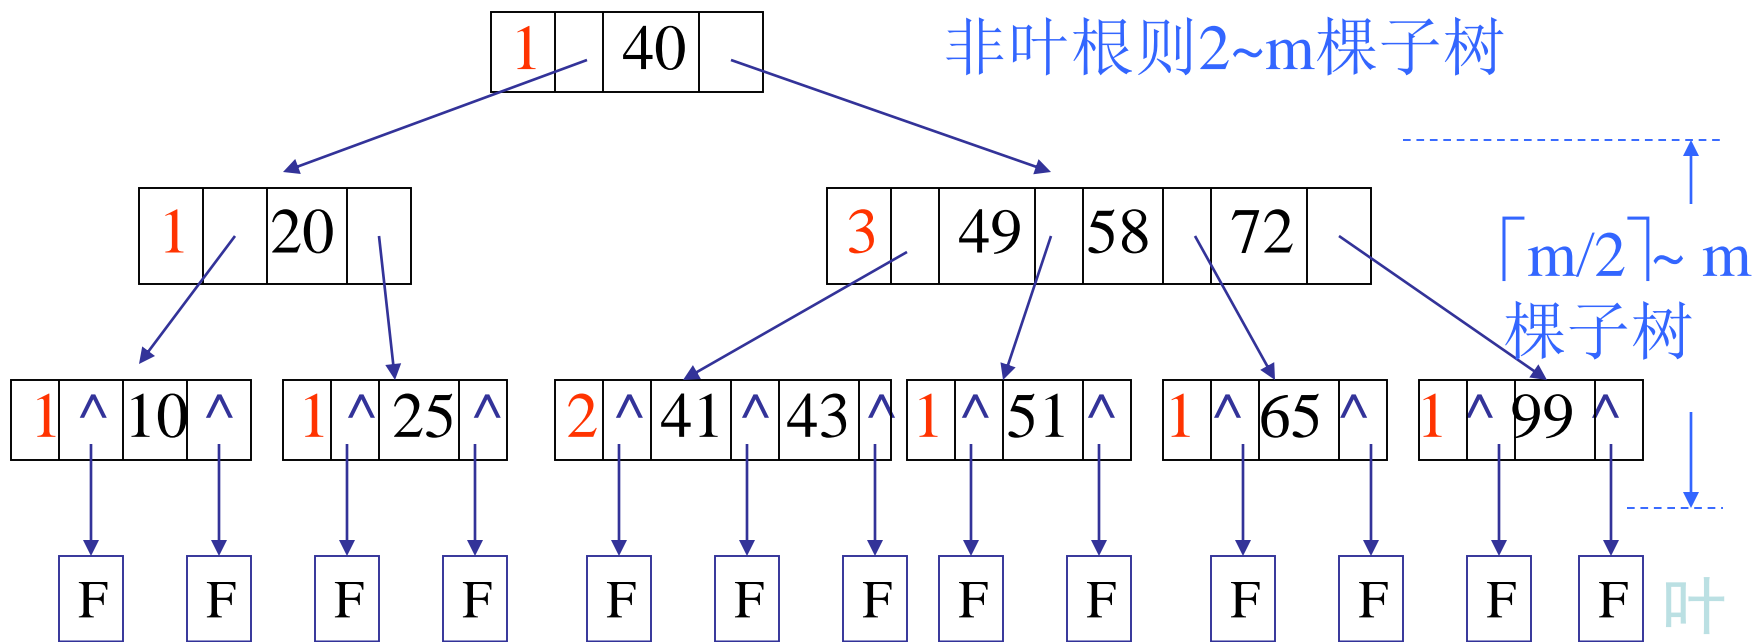 1 40
非叶根则2~m棵子树
1 20
3 49 58 72
⌈m/2⌉~ m
棵子树
1 ^ 10 ^
1 ^ 25 ^
2 ^ 41 ^ 43 ^
1 ^ 51 ^
1 ^ 65 ^
1 ^ 99 ^
F F F F F F F F F F F F F
叶